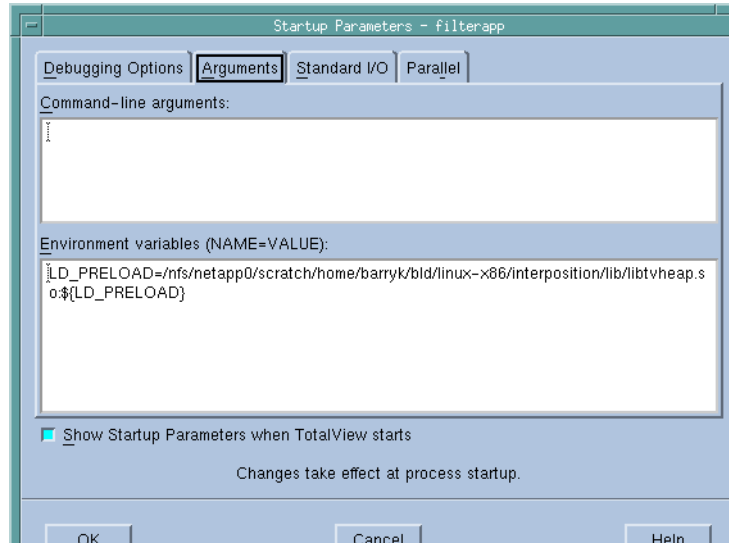 Startup Parameters - filterapp
Debugging Options Arguments Standard I/O Parallel
Command-line arguments:
Environment variables (NAME=VALUE):
LD_PRELOAD=/nfs/netapp0/scratch/home/barryk/bld/linux-x86/interposition/lib/libtvheap.s
o:${LD_PRELOAD}
Show Startup Parameters when TotalView starts
Changes take effect at process startup.
OK Cancel Help